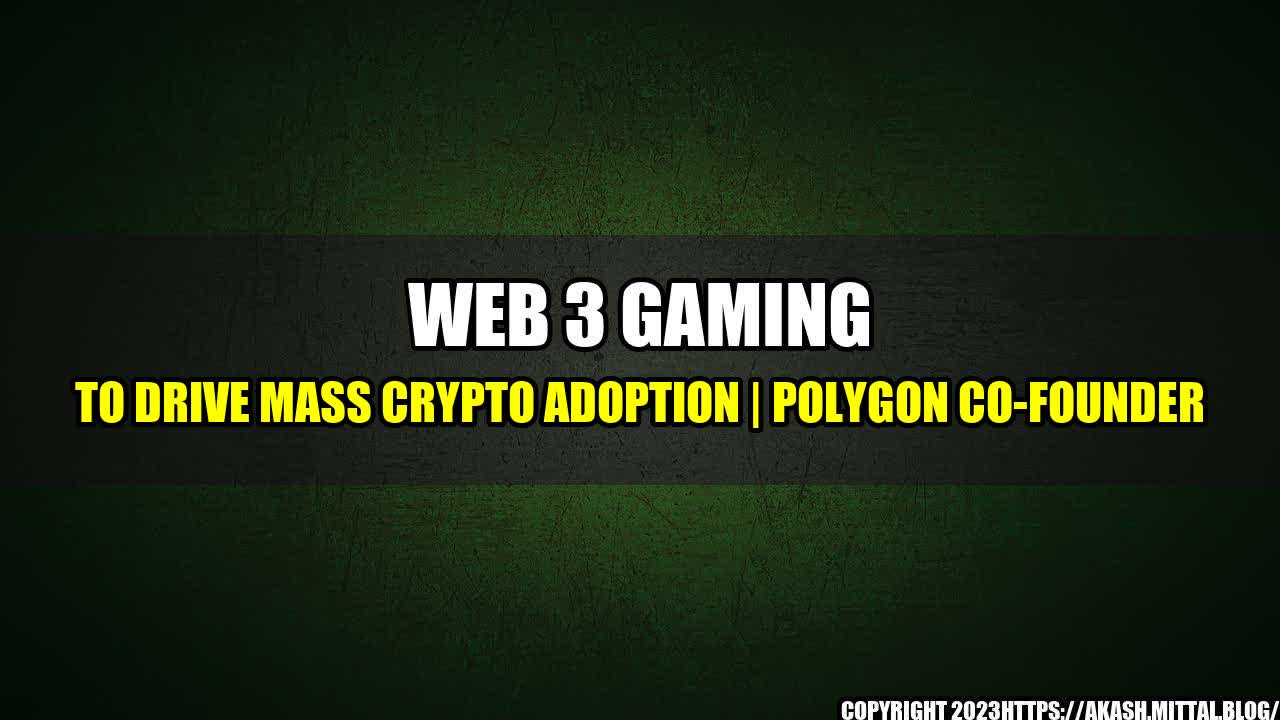 WEB 3 GAMING
TO DRIVE MASS CRYPTO ADOPTION | POLYGON CO-FOUNDER
COPYRIGHT 2023HTTPS://AKASH.MITTAL.BLOG/